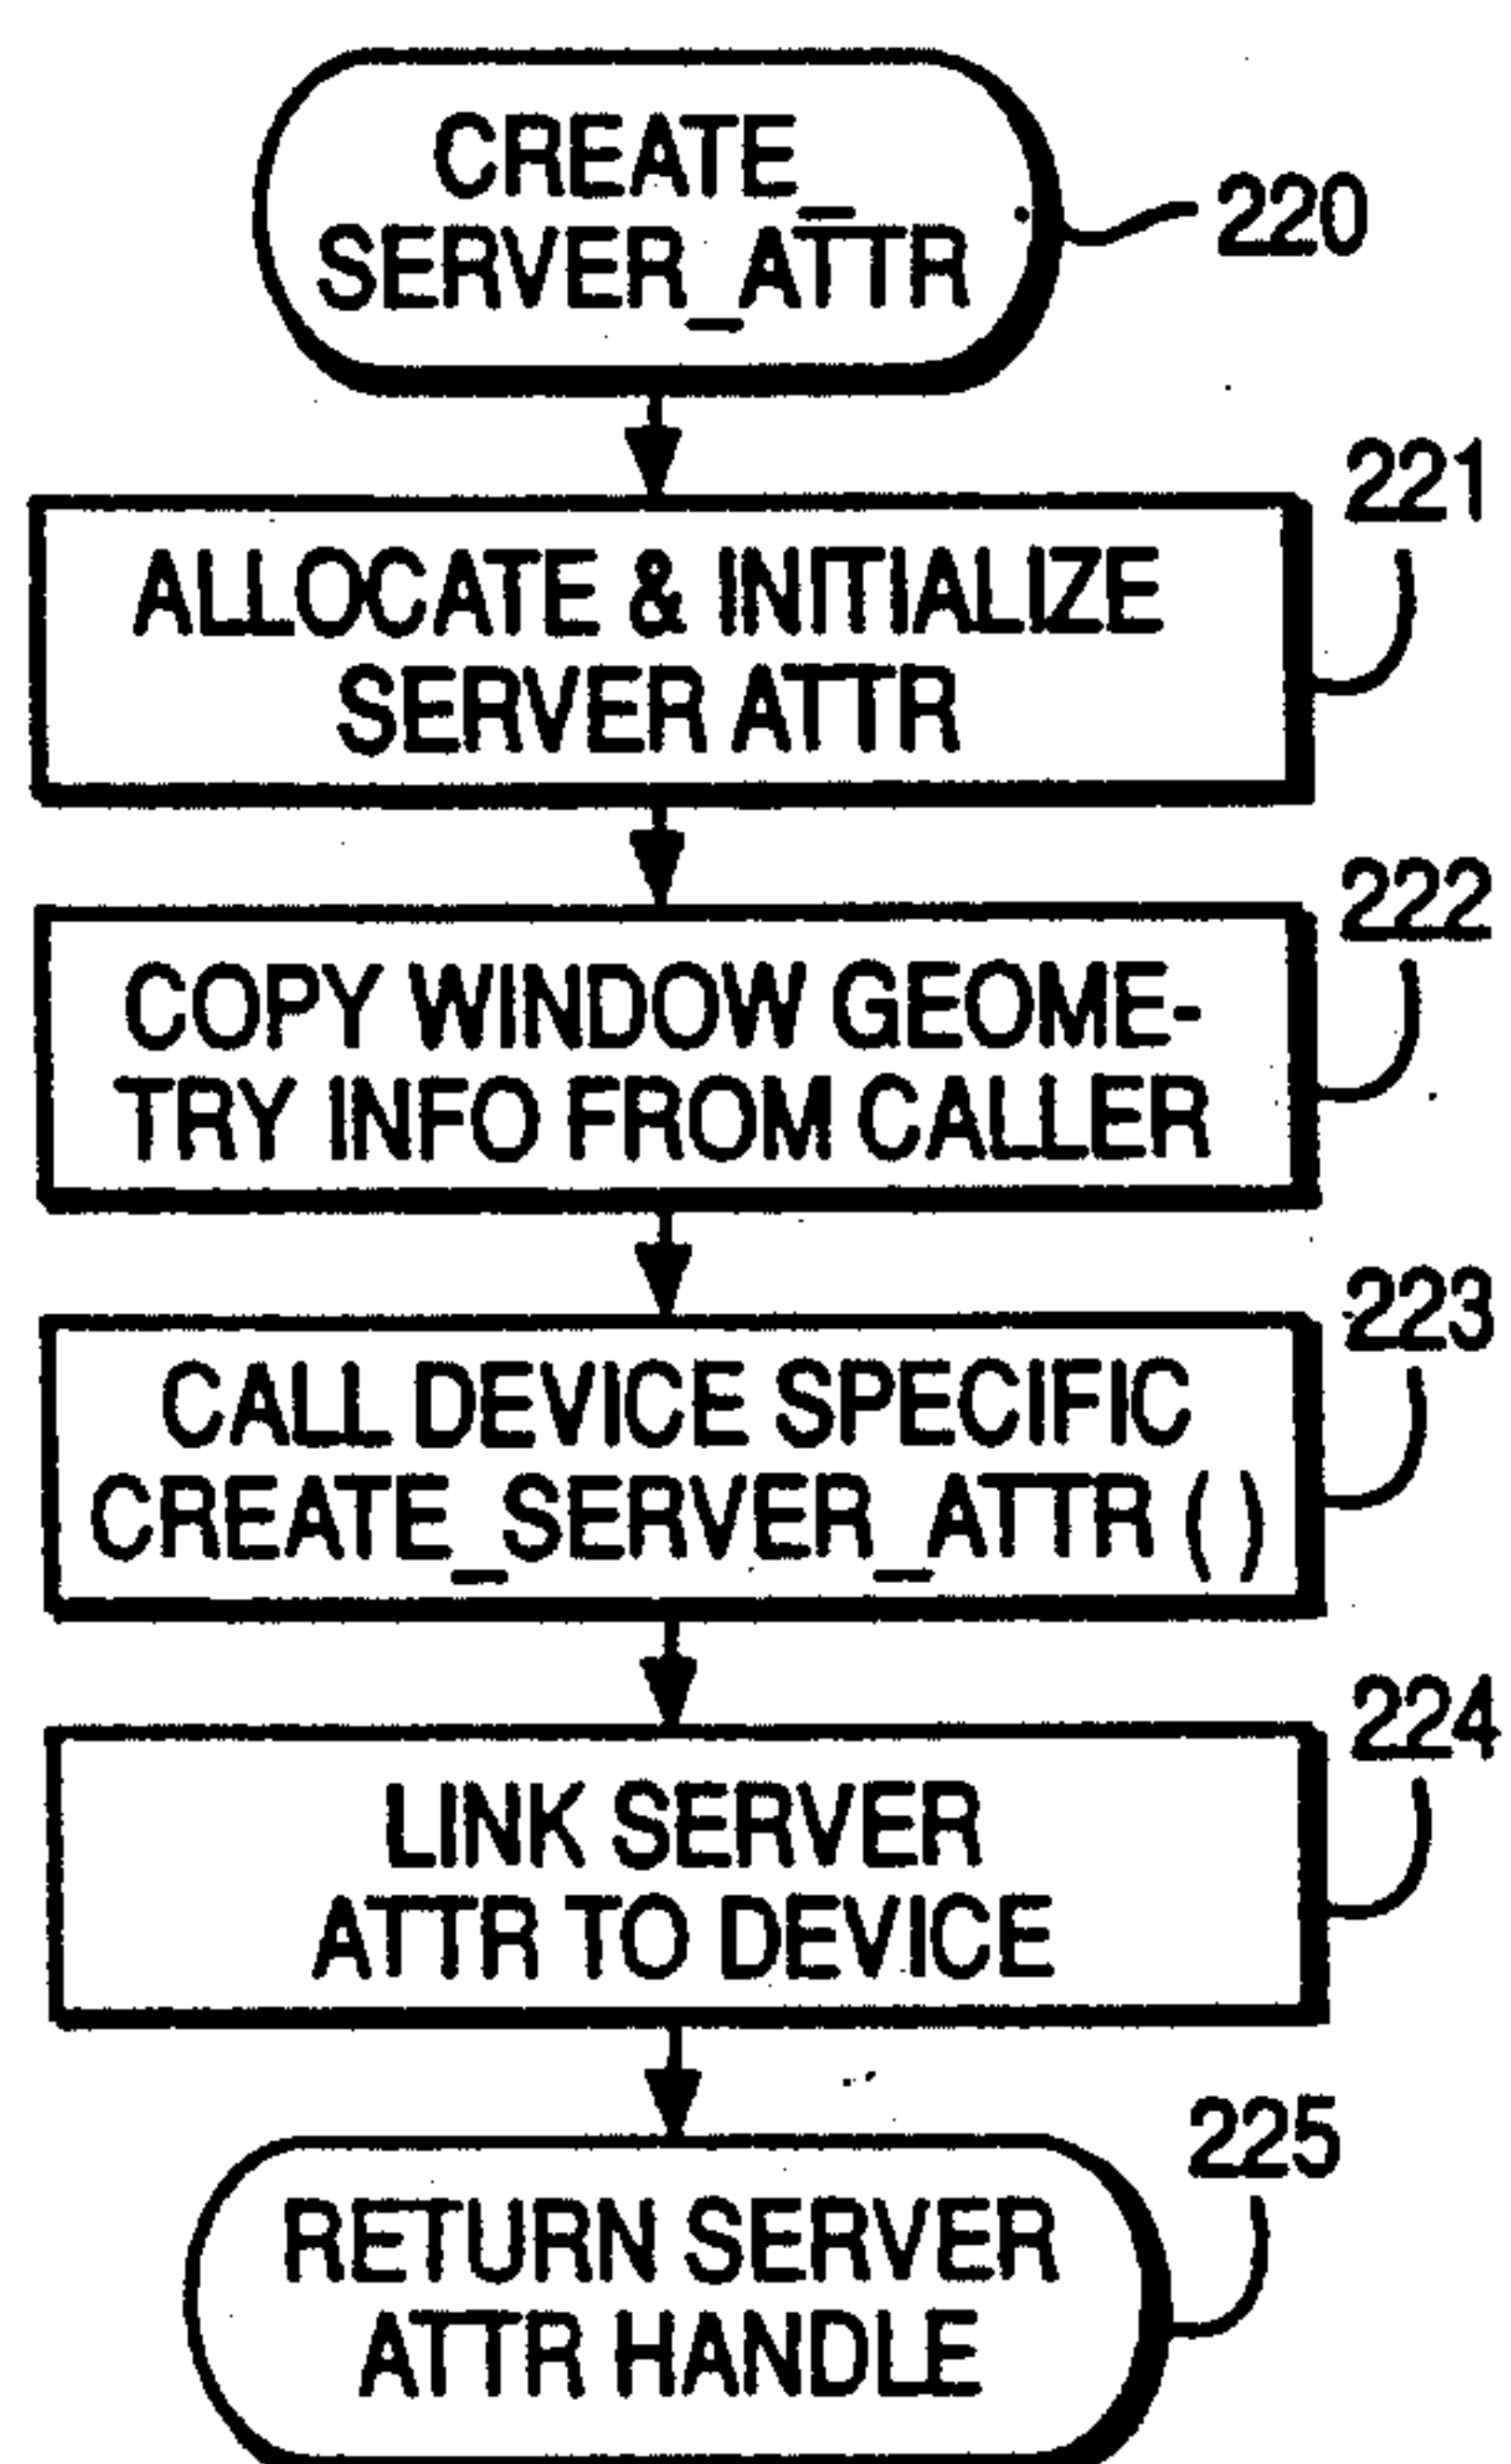 CREATE_
SERVER_ATTR
220
221
ALLOCATE & INITIALIZE
SERVER ATTR
222
COPY WINDOW GEOME-
TRY INFO FROM CALLER
223
CALL DEVICE SPECIFIC
CREATE_SERVER_ATTR ( )
224
LINK SERVER
ATTR TO DEVICE
225
RETURN SERVER
ATTR HANDLE